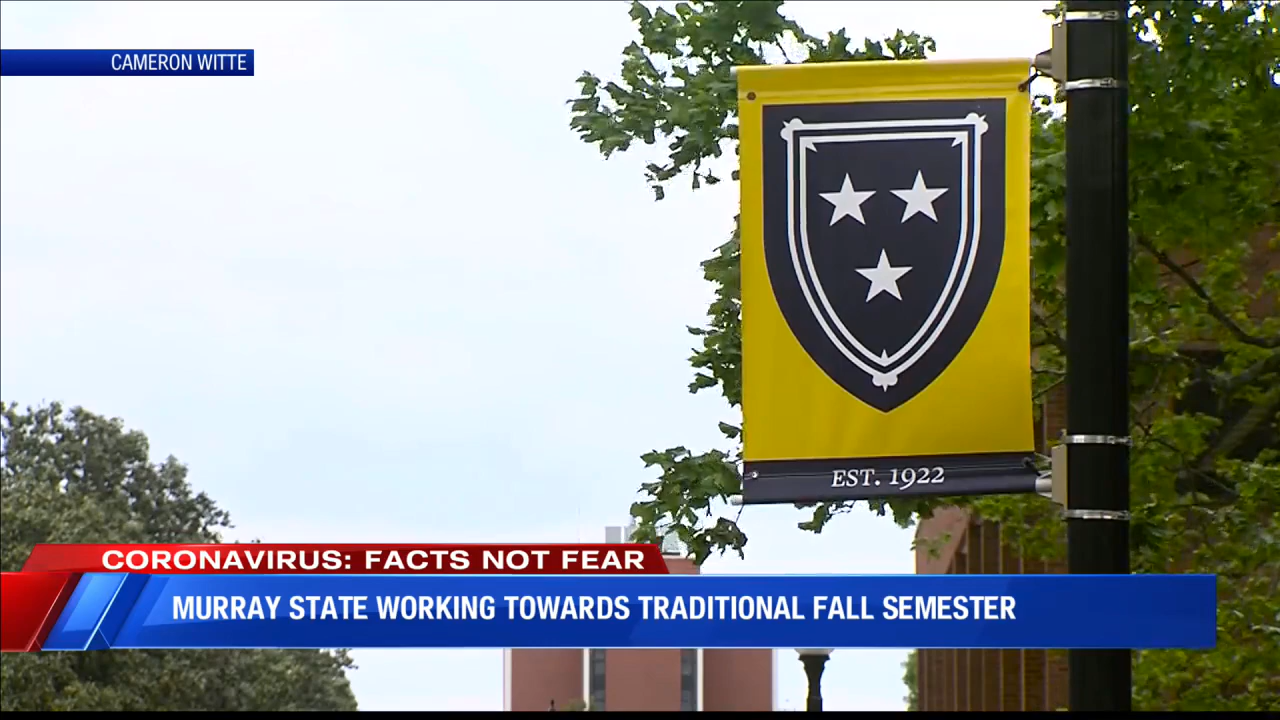 CAMERON WITTE
EST. 1922
CORONAVIRUS: FACTS NOT FEAR
MURRAY STATE WORKING TOWARDS TRADITIONAL FALL SEMESTER